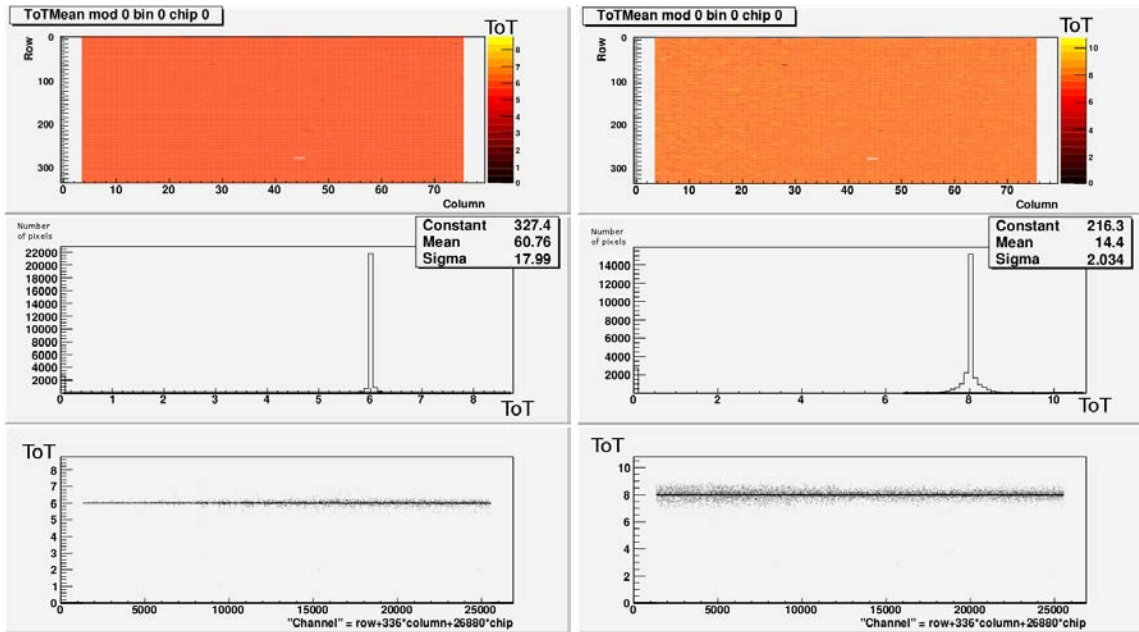 ToTMean mod 0 bin 0 chip 0
ToT
Row
0
100
200
300
0 10 20 30 40 50 60 70
Column
8
7
6
5
4
3
2
1
0
Number
of pixels
Constant 327.4
Mean 60.76
Sigma 17.99
22000
20000
18000
16000
14000
12000
10000
8000
6000
4000
2000
0 1 2 3 4 5 6 7 8
ToT
ToT
8
7
6
5
4
3
2
1
0
0 5000 10000 15000 20000 25000
"Channel" = row+336*column+26880*chip
ToTMean mod 0 bin 0 chip 0
ToT
Row
0
100
200
300
0 10 20 30 40 50 60 70
Column
10
8
6
4
2
0
Number
of pixels
Constant 216.3
Mean 14.4
Sigma 2.034
14000
12000
10000
8000
6000
4000
2000
0 2 4 6 8 10
ToT
ToT
10
8
6
4
2
0
0 5000 10000 15000 20000 25000
"Channel" = row+336*column+26880*chip